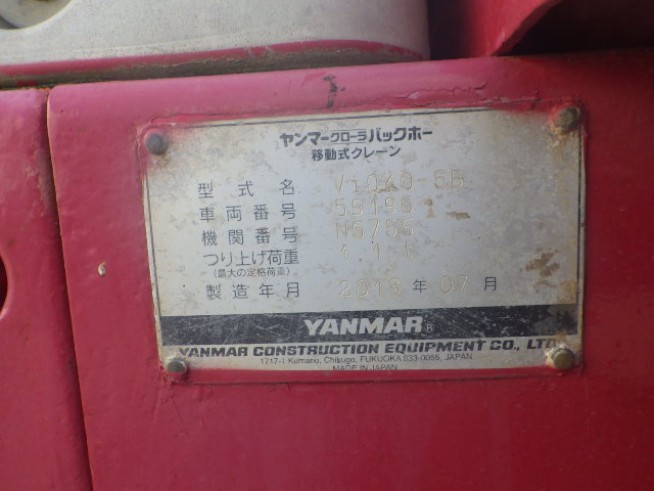 ヤンマークローラバックホー
移動式クレーン
型式名 ViO40-5B
車両番号
機関番号
つり上げ荷重
(最大の定格荷重)
製造年月 年 07 月
YANMAR®
YANMAR CONSTRUCTION EQUIPMENT CO., LTD
1717-1 Kumano, Chikugo, FUKUOKA 833-0055, JAPAN
MADE IN JAPAN